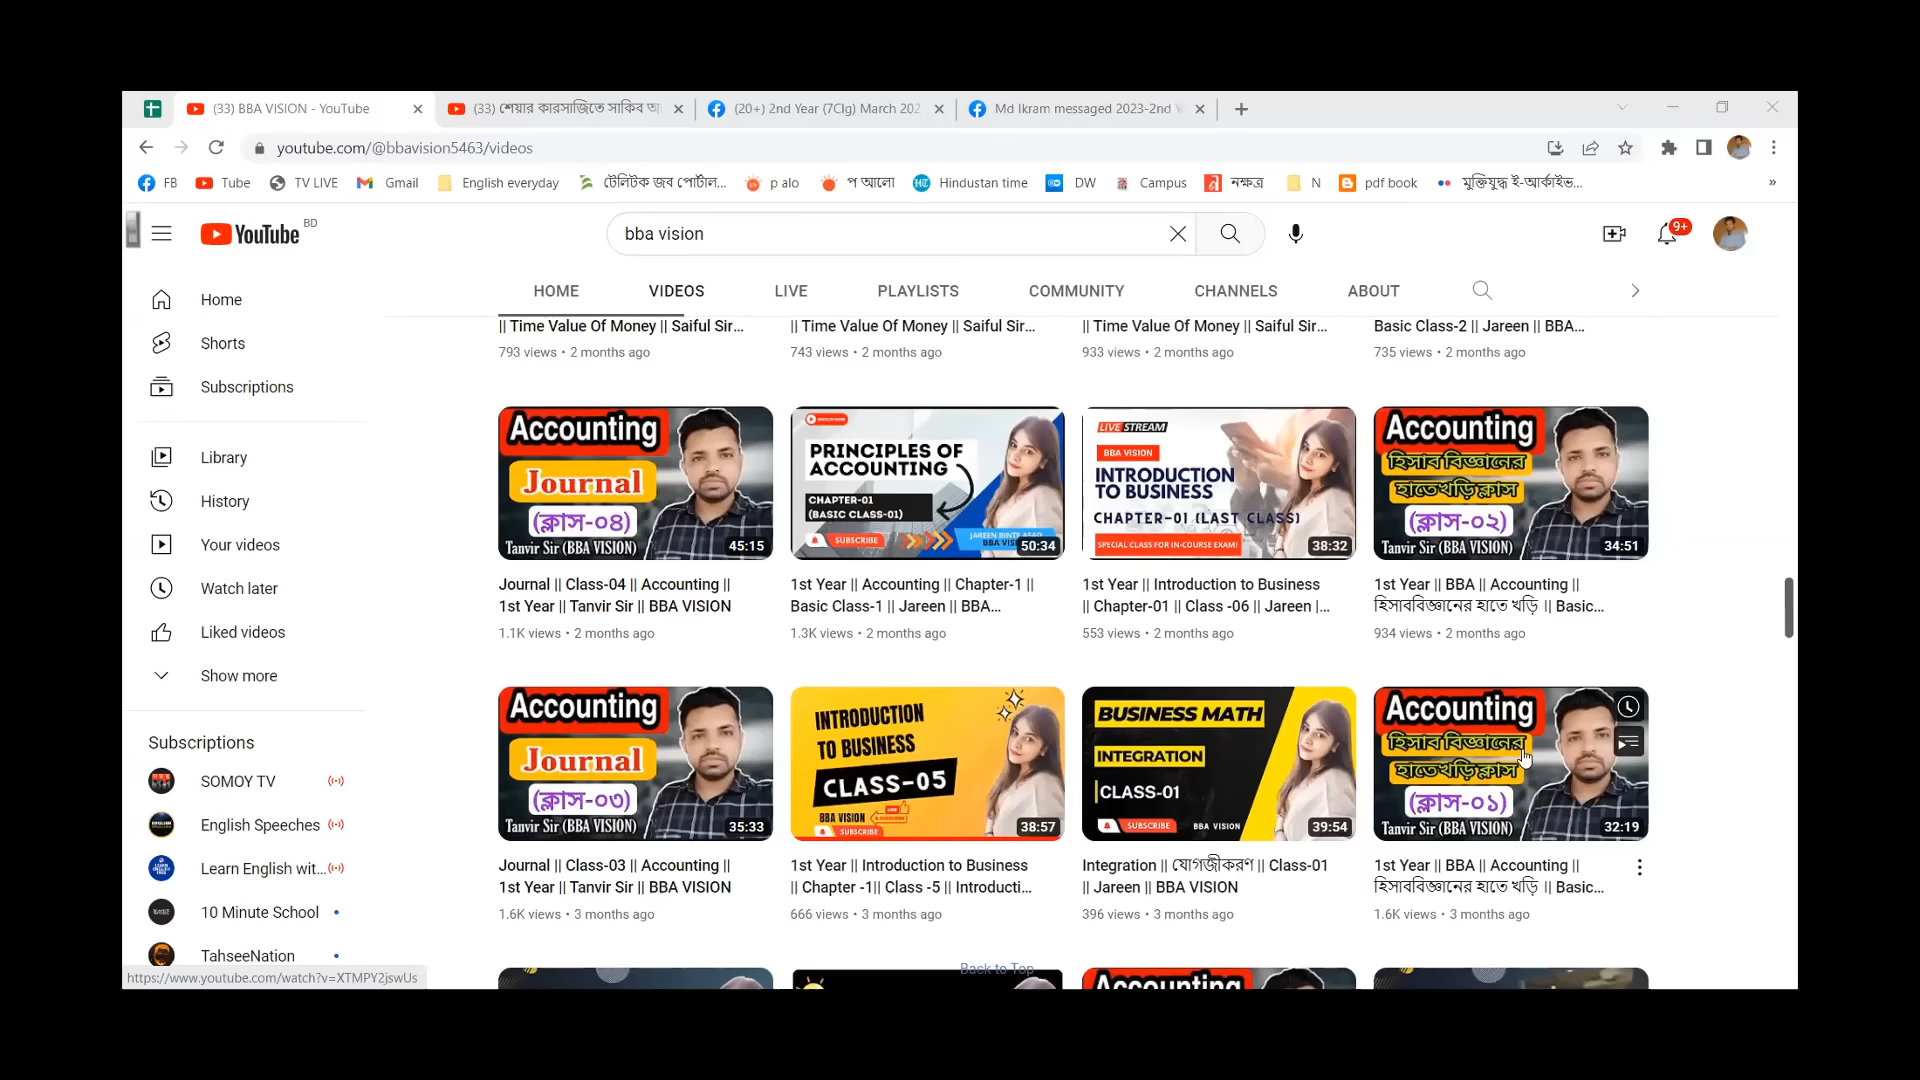 (33) BBA VISION - YouTube
(33) শেয়ার কারসাজিতে সাকিব
(20+) 2nd Year (7Clg) March 202
Md Ikram messaged 2023-2nd Y
youtube.com/@bbavision5463/videos
FB Tube TV LIVE Gmail English everyday টেলিটক জব পোর্টাল... p alo প আলো Hindustan time DW Campus নক্ষত্র N pdf book মুক্তিযুদ্ধ ই-আর্কাইভ... »
YouTube BD
bba vision
9+
HOME VIDEOS LIVE PLAYLISTS COMMUNITY CHANNELS ABOUT
Home
Shorts
Subscriptions
Library
History
Your videos
Watch later
Liked videos
Show more
Subscriptions
SOMOY TV
English Speeches
Learn English wit...
10 Minute School
TahseeNation
|| Time Value Of Money || Saiful Sir...
793 views • 2 months ago
|| Time Value Of Money || Saiful Sir...
743 views • 2 months ago
|| Time Value Of Money || Saiful Sir...
933 views • 2 months ago
Basic Class-2 || Jareen || BBA...
735 views • 2 months ago
Accounting
Journal
(ক্লাস-০৪)
Tanvir Sir (BBA VISION)
45:15
Journal || Class-04 || Accounting ||
1st Year || Tanvir Sir || BBA VISION
1.1K views • 2 months ago
PRINCIPLES OF
ACCOUNTING
CHAPTER-01
(BASIC CLASS-01)
SUBSCRIBE
50:34
1st Year || Accounting || Chapter-1 ||
Basic Class-1 || Jareen || BBA...
1.3K views • 2 months ago
LIVE STREAM
BBA VISION
INTRODUCTION
TO BUSINESS
CHAPTER-01 (LAST CLASS)
SPECIAL CLASS FOR IN-COURSE EXAM!
38:32
1st Year || Introduction to Business
|| Chapter-01 || Class -06 || Jareen |...
553 views • 2 months ago
Accounting
হিসাব বিজ্ঞানের
হাতেখড়ি ক্লাস
(ক্লাস-০২)
Tanvir Sir (BBA VISION)
34:51
1st Year || BBA || Accounting ||
হিসাববিজ্ঞানের হাতে খড়ি || Basic...
934 views • 2 months ago
Accounting
Journal
(ক্লাস-০৩)
Tanvir Sir (BBA VISION)
35:33
Journal || Class-03 || Accounting ||
1st Year || Tanvir Sir || BBA VISION
1.6K views • 3 months ago
INTRODUCTION
TO BUSINESS
CLASS-05
BBA VISION
SUBSCRIBE
38:57
1st Year || Introduction to Business
|| Chapter -1|| Class -5 || Introducti...
666 views • 3 months ago
BUSINESS MATH
INTEGRATION
CLASS-01
SUBSCRIBE BBA VISION
39:54
Integration || যোগজীকরণ || Class-01
|| Jareen || BBA VISION
396 views • 3 months ago
Accounting
হিসাব বিজ্ঞানের
হাতেখড়ি ক্লাস
(ক্লাস-০১)
Tanvir Sir (BBA VISION)
32:19
1st Year || BBA || Accounting ||
হিসাববিজ্ঞানের হাতে খড়ি || Basic...
1.6K views • 3 months ago
Back to Top
Accounting
https://www.youtube.com/watch?v=XTMPY2jswUs